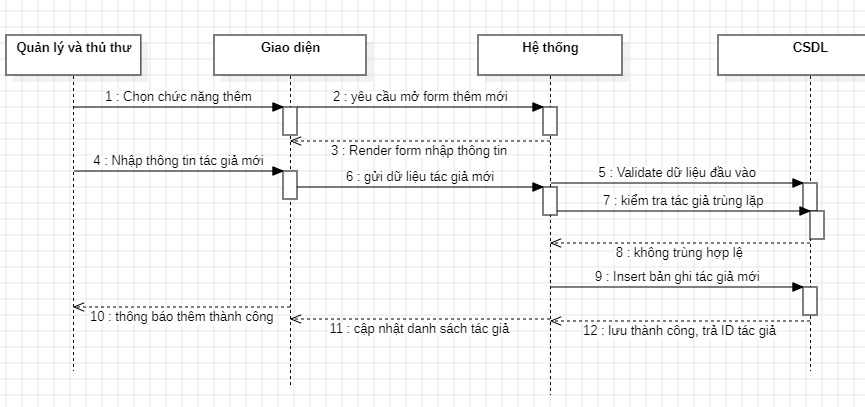 Quản lý và thủ thư
Giao diện
Hệ thống
CSDL
1 : Chọn chức năng thêm
2 : yêu cầu mở form thêm mới
3 : Render form nhập thông tin
4 : Nhập thông tin tác giả mới
5 : Validate dữ liệu đầu vào
6 : gửi dữ liệu tác giả mới
7 : kiểm tra tác giả trùng lặp
8 : không trùng hợp lệ
9 : Insert bản ghi tác giả mới
10 : thông báo thêm thành công
11 : cập nhật danh sách tác giả
12 : lưu thành công, trả ID tác giả